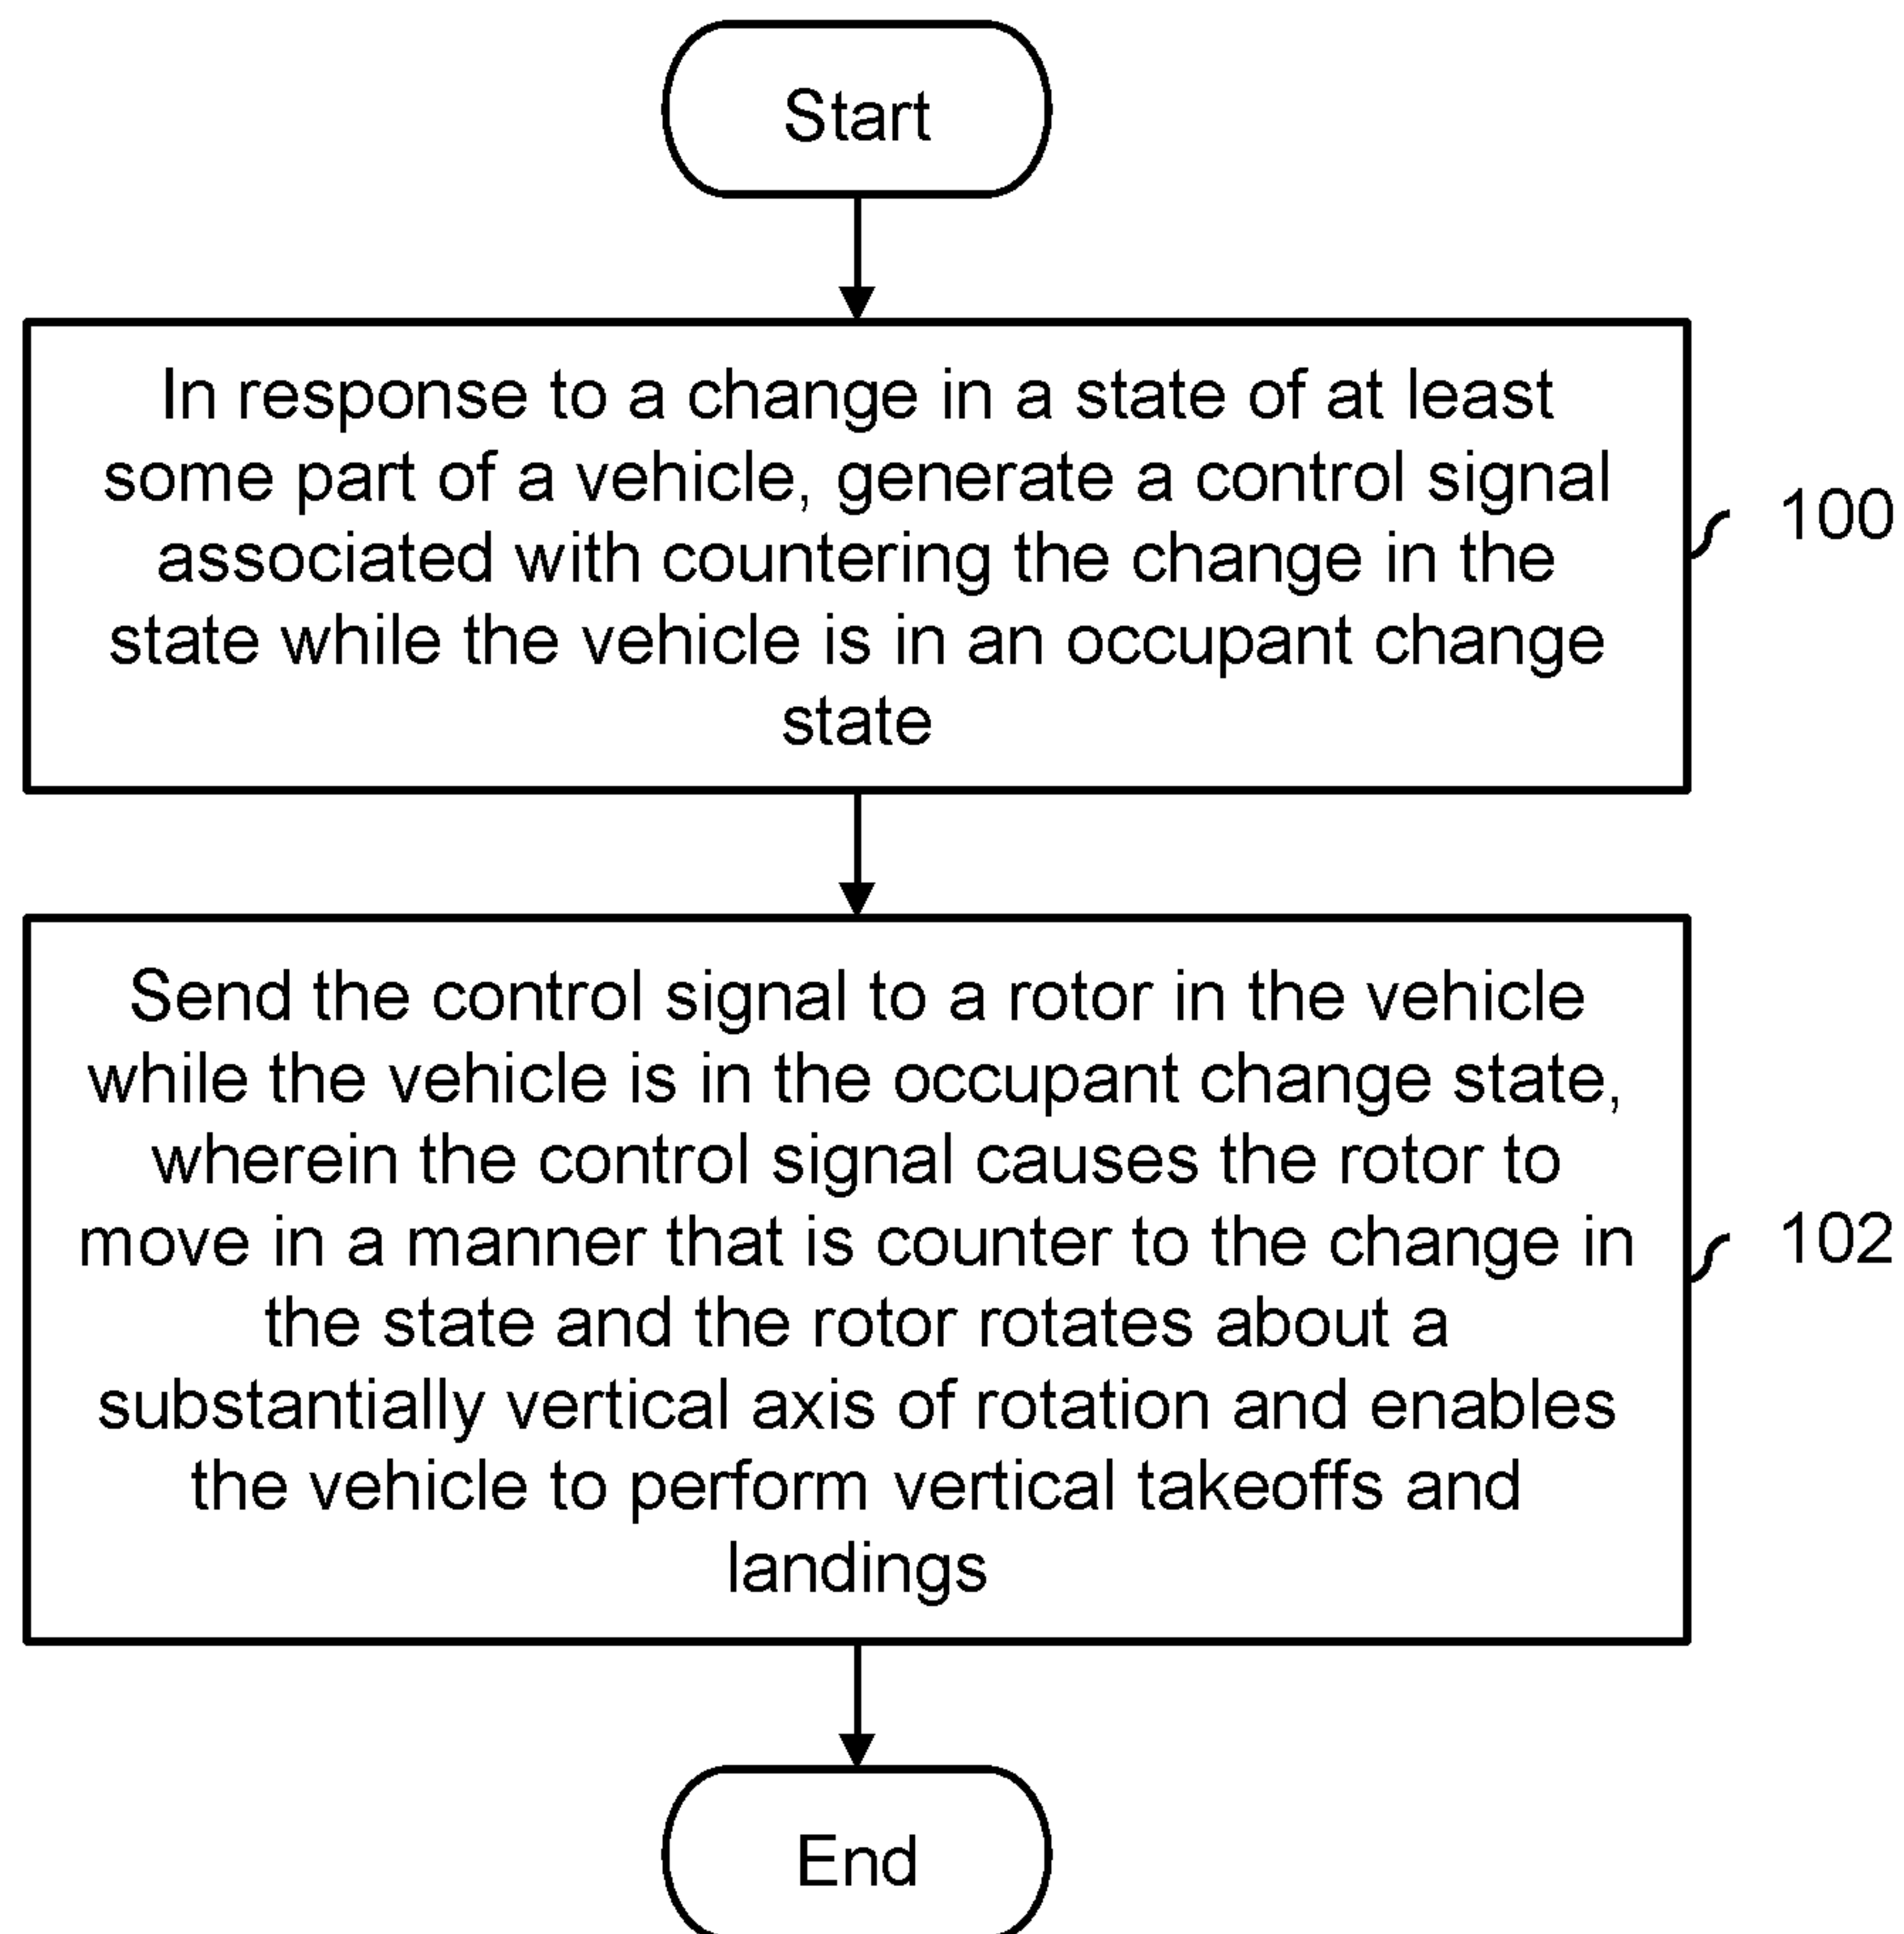 Start
In response to a change in a state of at least
some part of a vehicle, generate a control signal
associated with countering the change in the
state while the vehicle is in an occupant change
state
100
Send the control signal to a rotor in the vehicle
while the vehicle is in the occupant change state,
wherein the control signal causes the rotor to
move in a manner that is counter to the change in
the state and the rotor rotates about a
substantially vertical axis of rotation and enables
the vehicle to perform vertical takeoffs and
landings
102
End